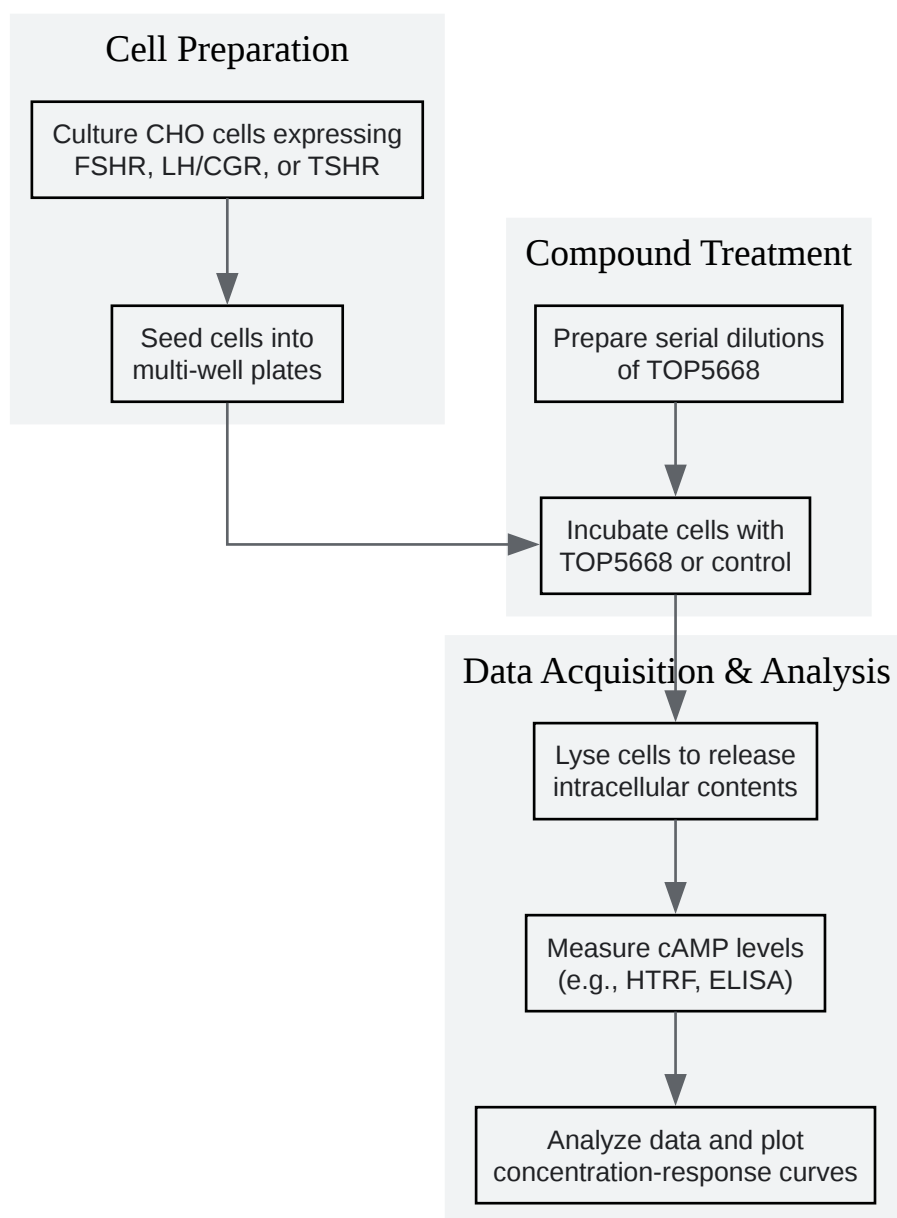 Cell Preparation
Culture CHO cells expressing
FSHR, LH/CGR, or TSHR
Seed cells into
multi-well plates
Compound Treatment
Prepare serial dilutions
of TOP5668
Incubate cells with
TOP5668 or control
Data Acquisition & Analysis
Lyse cells to release
intracellular contents
Measure cAMP levels
(e.g., HTRF, ELISA)
Analyze data and plot
concentration-response curves